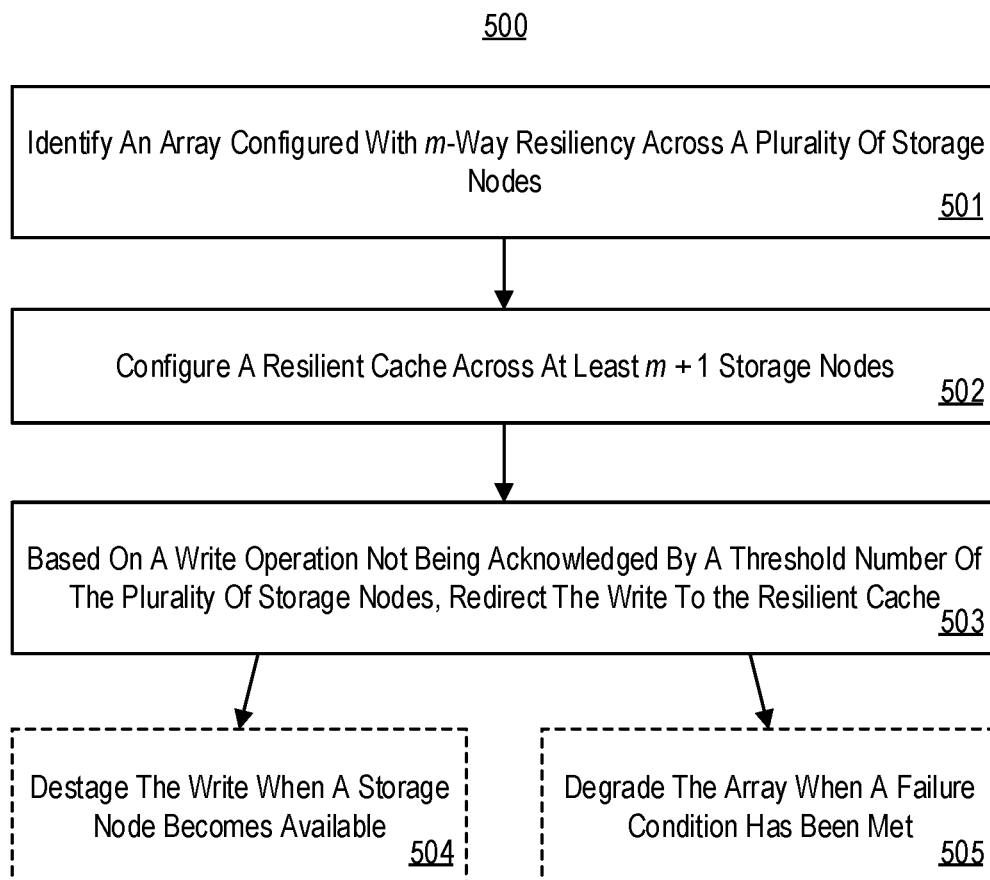 500
Identify An Array Configured With m-Way Resiliency Across A Plurality Of Storage
Nodes
501
Configure A Resilient Cache Across At Least m + 1 Storage Nodes
502
Based On A Write Operation Not Being Acknowledged By A Threshold Number Of
The Plurality Of Storage Nodes, Redirect The Write To the Resilient Cache
503
Destage The Write When A Storage
Node Becomes Available
504
Degrade The Array When A Failure
Condition Has Been Met
505